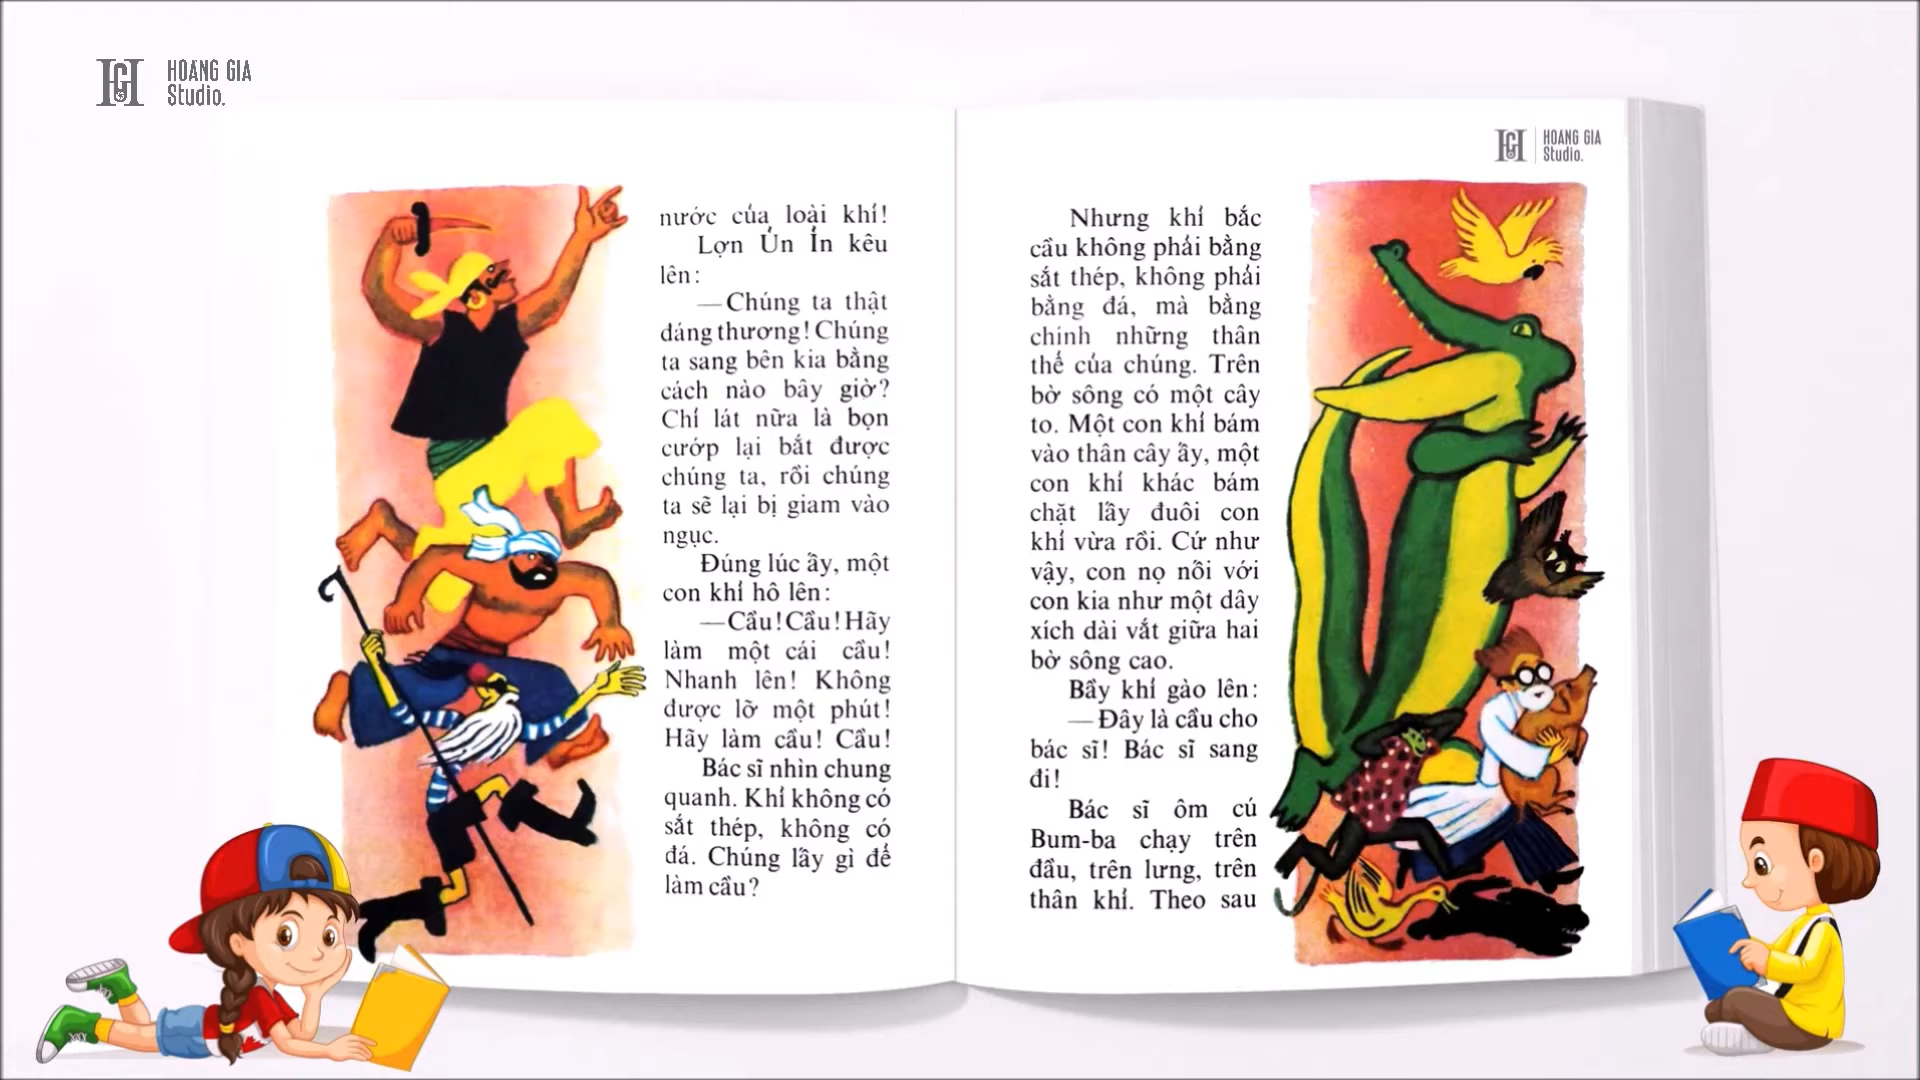 HOANG GIA
Studio.
HOANG GIA
Studio.
nước của loài khỉ!
Lợn Ủn Ỉn kêu
lên:
—Chúng ta thật
đáng thương! Chúng
ta sang bên kia bằng
cách nào bây giờ?
Chỉ lát nữa là bọn
cướp lại bắt được
chúng ta, rồi chúng
ta sẽ lại bị giam vào
ngục.
Đúng lúc ấy, một
con khỉ hô lên:
—Cầu! Cầu! Hãy
làm một cái cầu!
Nhanh lên! Không
được lỡ một phút!
Hãy làm cầu! Cầu!
Bác sĩ nhìn chung
quanh. Khỉ không có
sắt thép, không có
đá. Chúng lấy gì để
làm cầu?
Nhưng khỉ bắc
cầu không phải bằng
sắt thép, không phải
bằng đá, mà bằng
chính những thân
thể của chúng. Trên
bờ sông có một cây
to. Một con khỉ bám
vào thân cây ấy, một
con khỉ khác bám
chặt lấy đuôi con
khỉ vừa rồi. Cứ như
vậy, con nọ nối với
con kia như một dây
xích dài vắt giữa hai
bờ sông cao.
Bầy khỉ gào lên:
—Đây là cầu cho
bác sĩ! Bác sĩ sang
đi!
Bác sĩ ôm cú
Bum-ba chạy trên
đầu, trên lưng, trên
thân khỉ. Theo sau